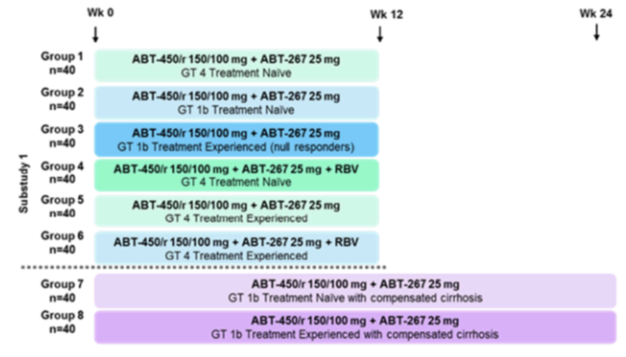 Wk 0
Wk 12
Wk 24
Substudy 1
Group 1
n=40
ABT-450/r 150/100 mg + ABT-267 25 mg
GT 4 Treatment Naïve
Group 2
n=40
ABT-450/r 150/100 mg + ABT-267 25 mg
GT 1b Treatment Naïve
Group 3
n=40
ABT-450/r 150/100 mg + ABT-267 25 mg
GT 1b Treatment Experienced (null responders)
Group 4
n=40
ABT-450/r 150/100 mg + ABT-267 25 mg + RBV
GT 4 Treatment Naïve
Group 5
n=40
ABT-450/r 150/100 mg + ABT-267 25 mg
GT 4 Treatment Experienced
Group 6
n=40
ABT-450/r 150/100 mg + ABT-267 25 mg + RBV
GT 4 Treatment Experienced
Group 7
n=40
ABT-450/r 150/100 mg + ABT-267 25 mg
GT 1b Treatment Naïve with compensated cirrhosis
Group 8
n=40
ABT-450/r 150/100 mg + ABT-267 25 mg
GT 1b Treatment Experienced with compensated cirrhosis